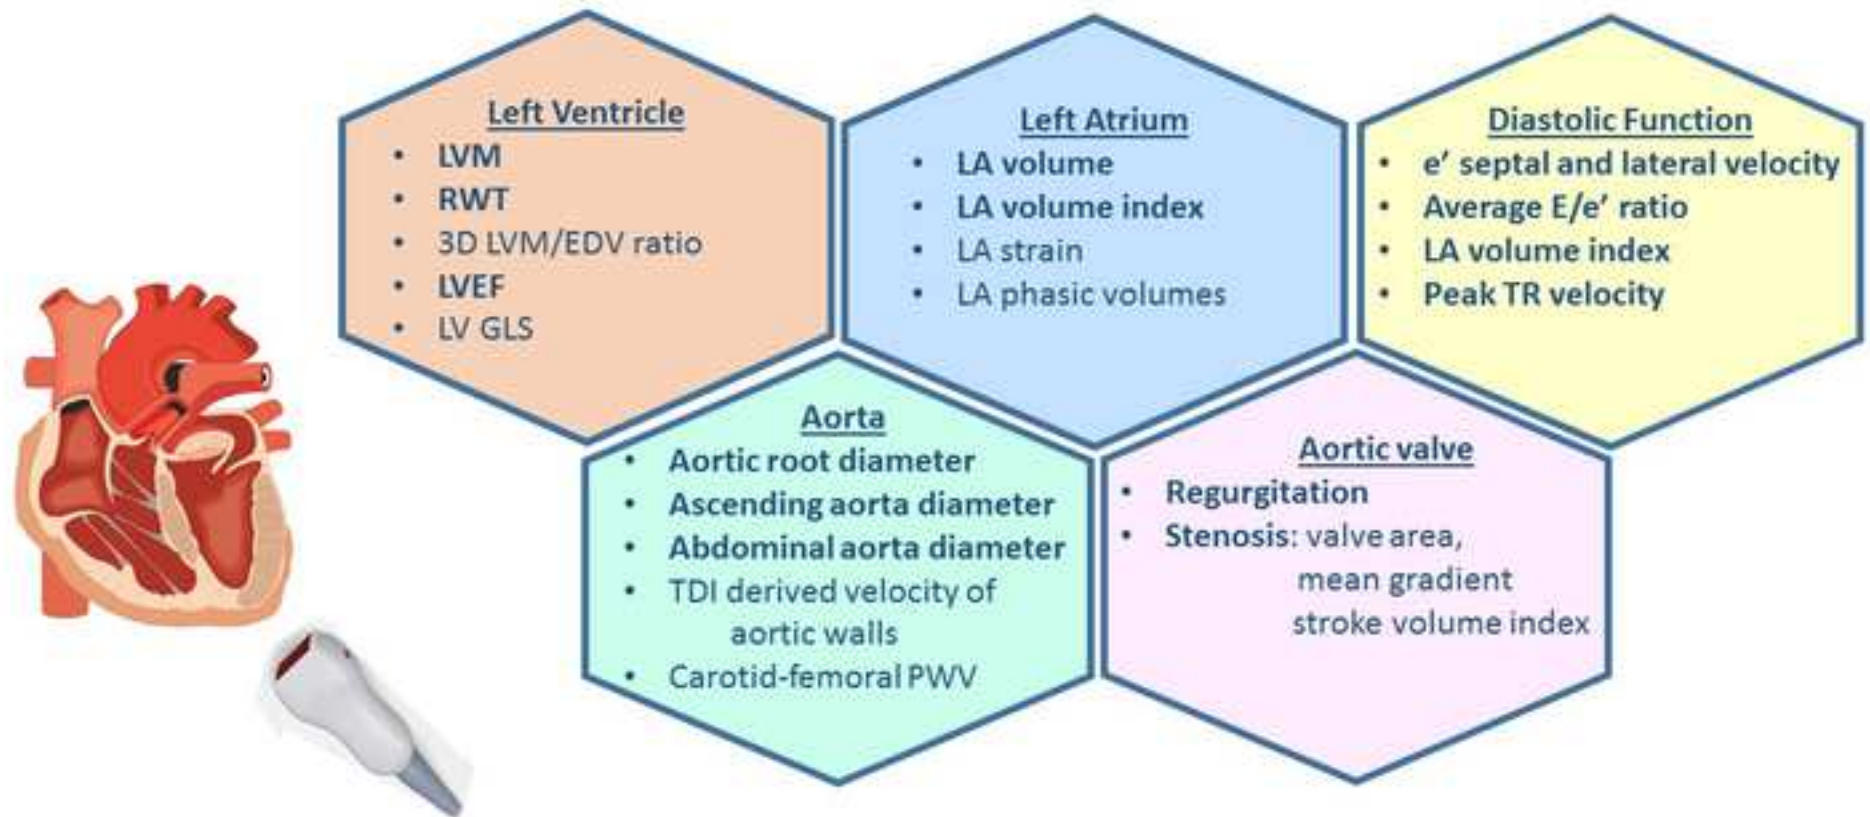 Left Ventricle
• LVM
• RWT
• 3D LVM/EDV ratio
• LVEF
• LV GLS
Left Atrium
• LA volume
• LA volume index
• LA strain
• LA phasic volumes
Diastolic Function
• e’ septal and lateral velocity
• Average E/e’ ratio
• LA volume index
• Peak TR velocity
Aorta
• Aortic root diameter
• Ascending aorta diameter
• Abdominal aorta diameter
• TDI derived velocity of
aortic walls
• Carotid-femoral PWV
Aortic valve
• Regurgitation
• Stenosis: valve area,
mean gradient
stroke volume index